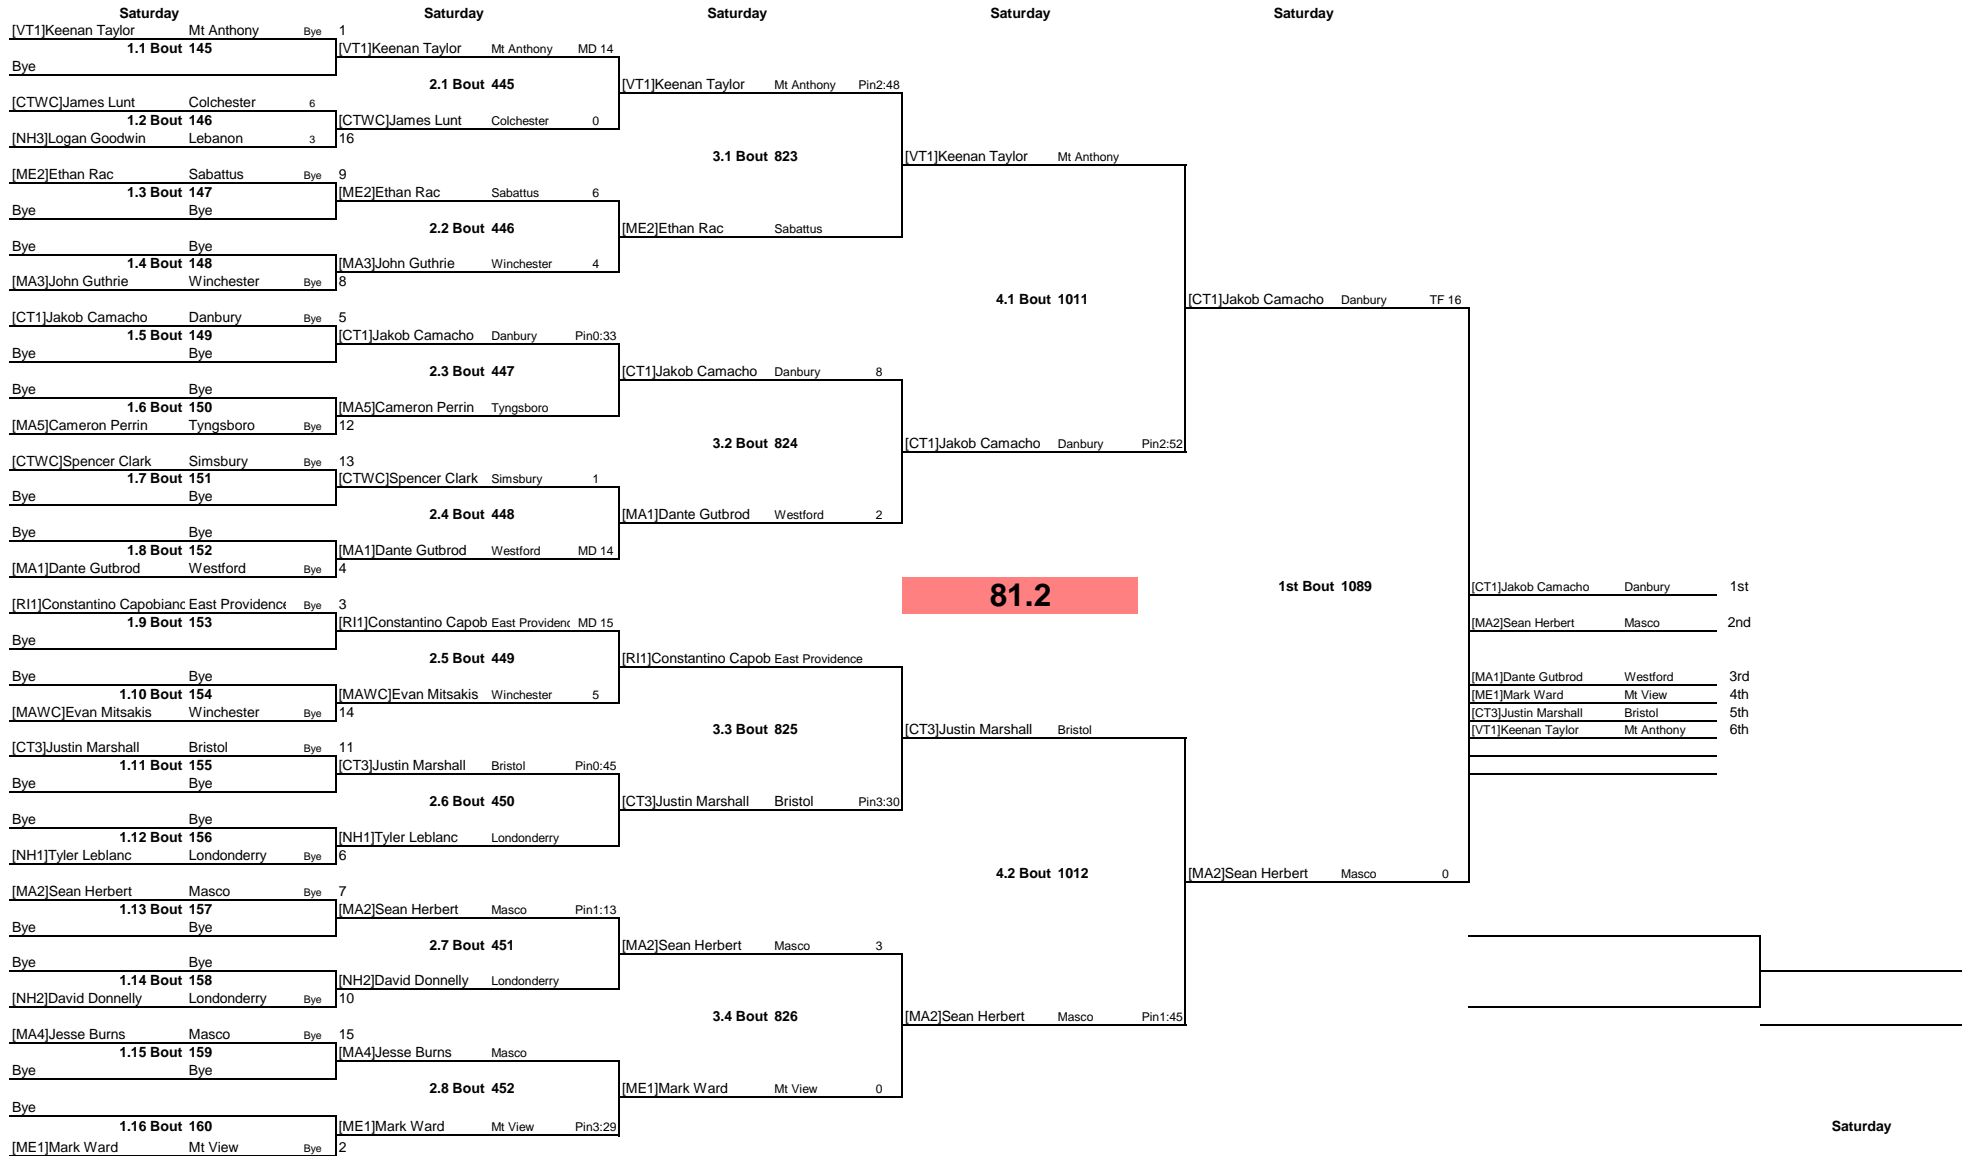 Saturday Saturday Saturday Saturday Saturday
[VT1]Keenan Taylor Mt Anthony Bye 1
1.1 Bout 145 [VT1]Keenan Taylor Mt Anthony MD 14
Bye
2.1 Bout 445 [VT1]Keenan Taylor Mt Anthony Pin2:48
[CTWC]James Lunt Colchester 6
1.2 Bout 146 [CTWC]James Lunt Colchester 0
[NH3]Logan Goodwin Lebanon 3 16
3.1 Bout 823 [VT1]Keenan Taylor Mt Anthony
[ME2]Ethan Rac Sabattus Bye 9
1.3 Bout 147 [ME2]Ethan Rac Sabattus 6
Bye Bye
2.2 Bout 446 [ME2]Ethan Rac Sabattus
Bye Bye
1.4 Bout 148 [MA3]John Guthrie Winchester 4
[MA3]John Guthrie Winchester Bye 8
4.1 Bout 1011 [CT1]Jakob Camacho Danbury TF 16
[CT1]Jakob Camacho Danbury Bye 5
1.5 Bout 149 [CT1]Jakob Camacho Danbury Pin0:33
Bye Bye
2.3 Bout 447 [CT1]Jakob Camacho Danbury 8
Bye Bye
1.6 Bout 150 [MA5]Cameron Perrin Tyngsboro
[MA5]Cameron Perrin Tyngsboro Bye 12
3.2 Bout 824 [CT1]Jakob Camacho Danbury Pin2:52
[CTWC]Spencer Clark Simsbury Bye 13
1.7 Bout 151 [CTWC]Spencer Clark Simsbury 1
Bye Bye
2.4 Bout 448 [MA1]Dante Gutbrod Westford 2
Bye Bye
1.8 Bout 152 [MA1]Dante Gutbrod Westford MD 14
[MA1]Dante Gutbrod Westford Bye 4
81.2 1st Bout 1089 [CT1]Jakob Camacho Danbury 1st
[RI1]Constantino Capobianc East Providence Bye 3
1.9 Bout 153 [RI1]Constantino Capob East Providenc MD 15 [MA2]Sean Herbert Masco 2nd
Bye
2.5 Bout 449 [RI1]Constantino Capob East Providence
Bye Bye [MA1]Dante Gutbrod Westford 3rd
1.10 Bout 154 [MAWC]Evan Mitsakis Winchester 5 [ME1]Mark Ward Mt View 4th
[MAWC]Evan Mitsakis Winchester Bye 14 [CT3]Justin Marshall Bristol 5th
3.3 Bout 825 [CT3]Justin Marshall Bristol [VT1]Keenan Taylor Mt Anthony 6th
[CT3]Justin Marshall Bristol Bye 11
1.11 Bout 155 [CT3]Justin Marshall Bristol Pin0:45
Bye Bye
2.6 Bout 450 [CT3]Justin Marshall Bristol Pin3:30
Bye Bye
1.12 Bout 156 [NH1]Tyler Leblanc Londonderry
[NH1]Tyler Leblanc Londonderry Bye 6
4.2 Bout 1012 [MA2]Sean Herbert Masco 0
[MA2]Sean Herbert Masco Bye 7
1.13 Bout 157 [MA2]Sean Herbert Masco Pin1:13
Bye Bye
2.7 Bout 451 [MA2]Sean Herbert Masco 3
Bye Bye
1.14 Bout 158 [NH2]David Donnelly Londonderry
[NH2]David Donnelly Londonderry Bye 10
3.4 Bout 826 [MA2]Sean Herbert Masco Pin1:45
[MA4]Jesse Burns Masco Bye 15
1.15 Bout 159 [MA4]Jesse Burns Masco
Bye Bye
2.8 Bout 452 [ME1]Mark Ward Mt View 0
Bye
1.16 Bout 160 [ME1]Mark Ward Mt View Pin3:29 Saturday
[ME1]Mark Ward Mt View Bye 2